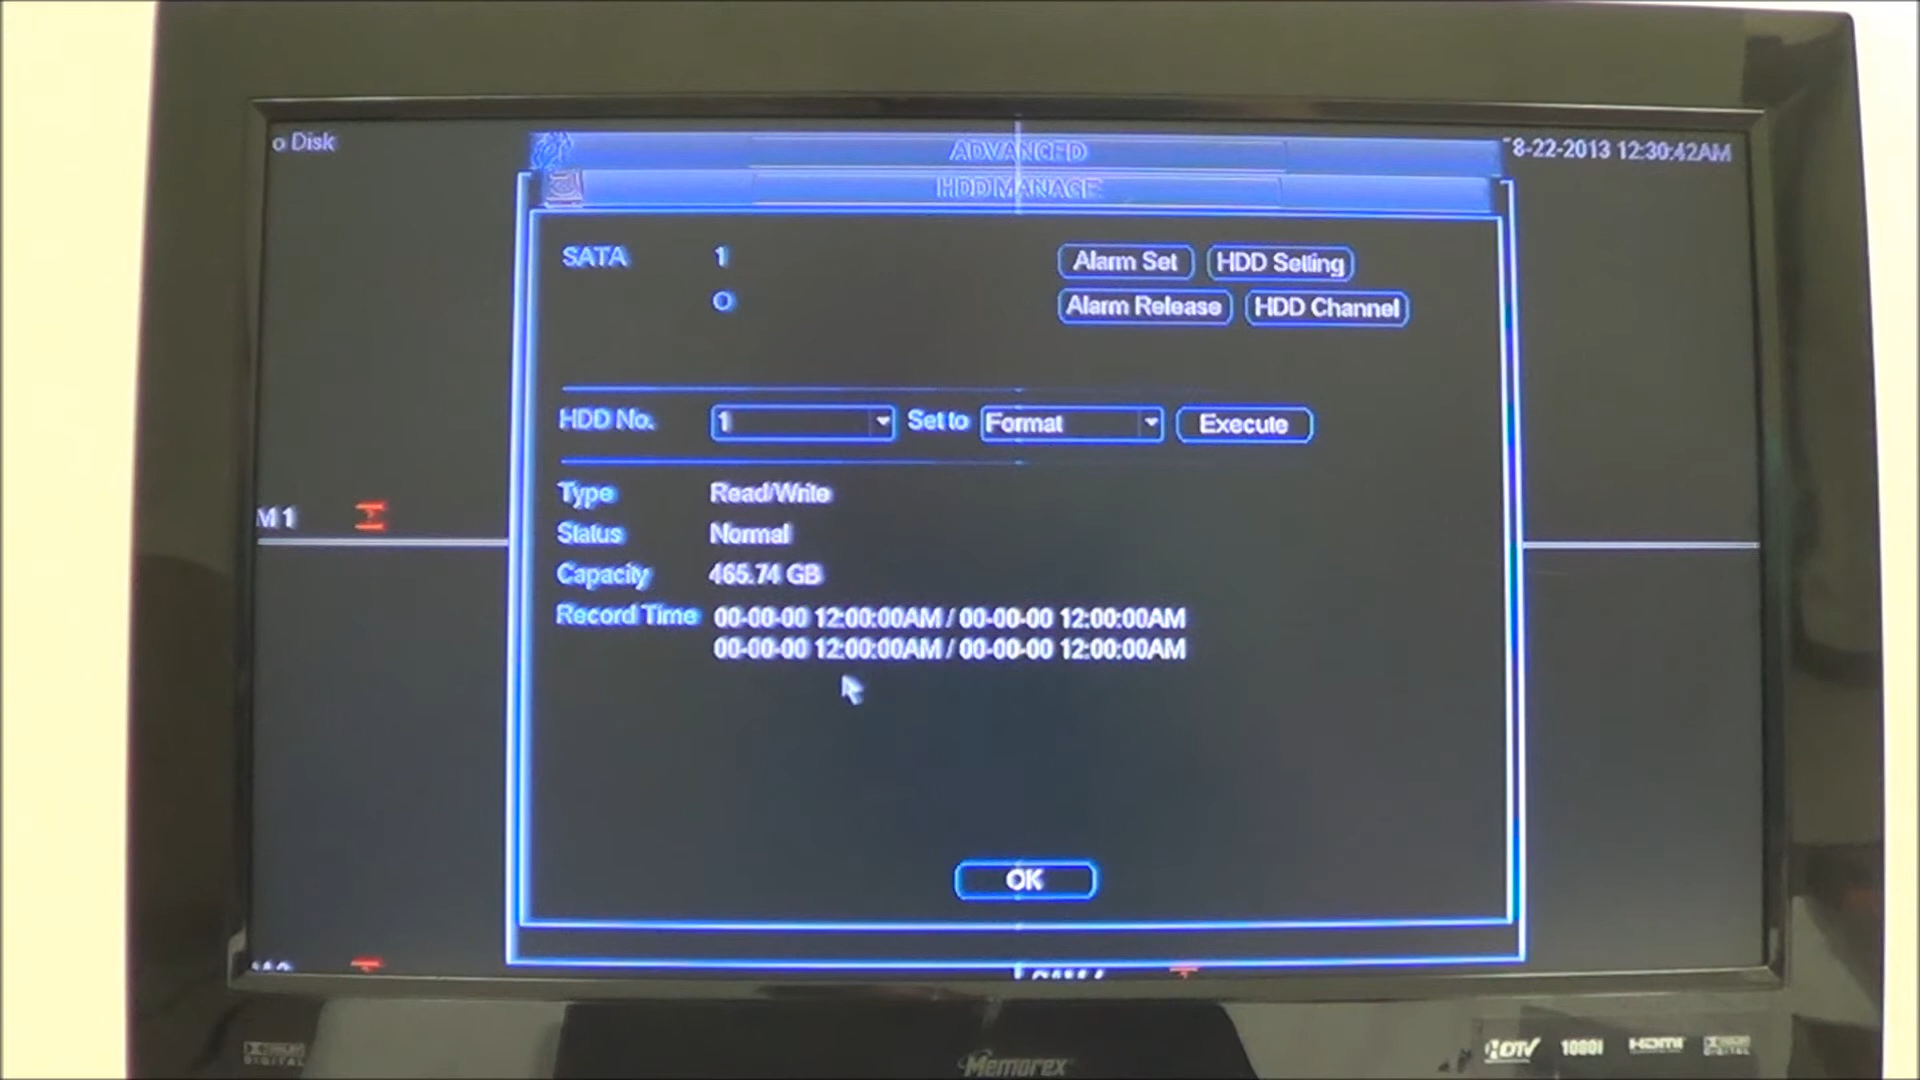 o Disk
ADVANCED
8-22-2013 12:30:42AM
HDD MANAGE
SATA 1
O
Alarm Set HDD Setting
Alarm Release HDD Channel
HDD No. 1 Set to Format Execute
Type Read/Write
Status Normal
Capacity 465.74 GB
Record Time 00-00-00 12:00:00AM / 00-00-00 12:00:00AM
00-00-00 12:00:00AM / 00-00-00 12:00:00AM
M 1
OK
DIGITAL
Memorex
HDTV 1080I HDMI
DIGITAL